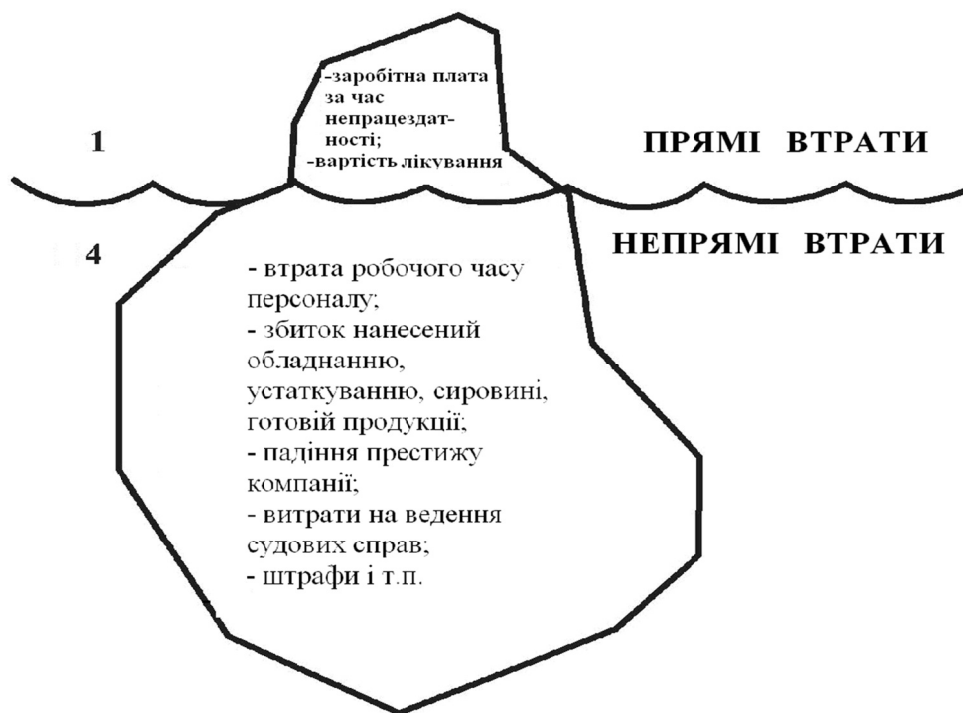 -заробітна плата
за час
непрацездат-
ності;
-вартість лікування
1
ПРЯМІ ВТРАТИ
4
НЕПРЯМІ ВТРАТИ
- втрата робочого часу
персоналу;
- збиток нанесений
обладнанню,
устаткуванню, сировині,
готовій продукції;
- падіння престижу
компанії;
- витрати на ведення
судових справ;
- штрафи і т.п.